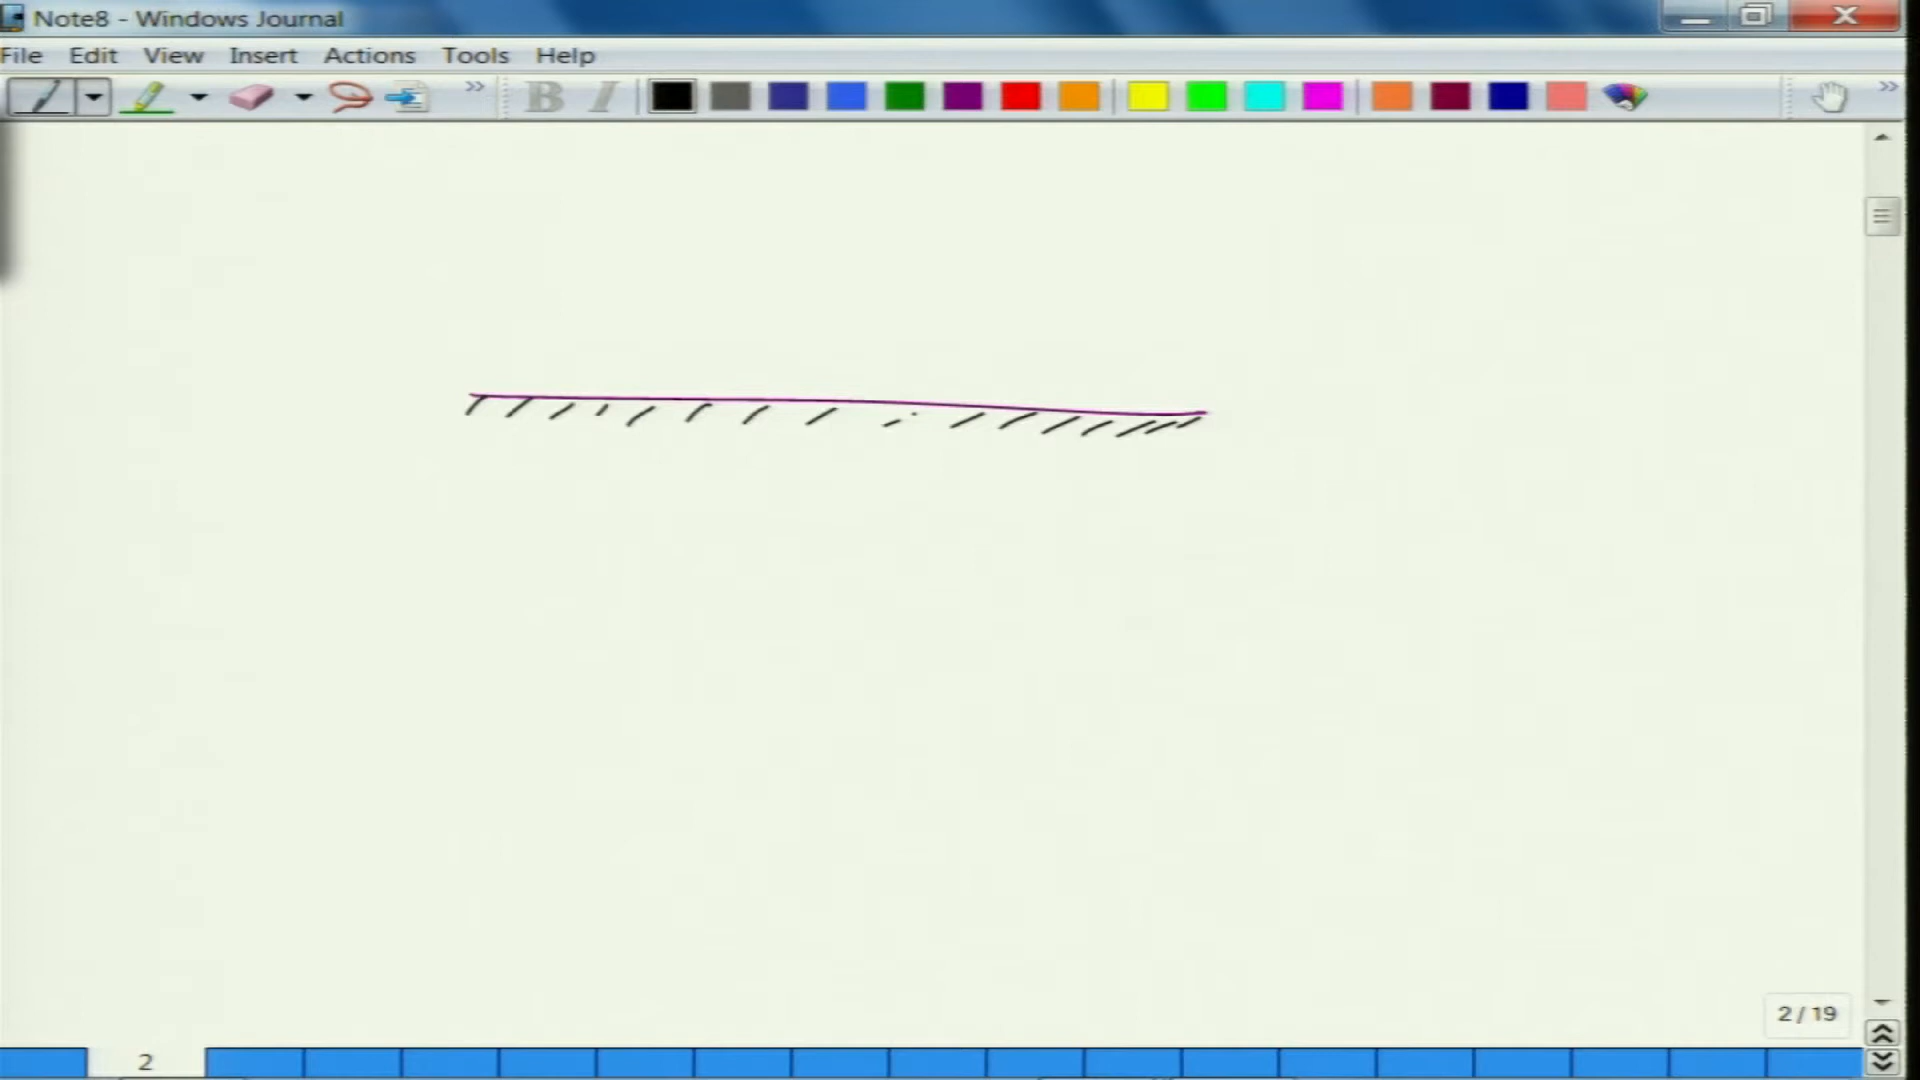 Note8 - Windows Journal
File Edit View Insert Actions Tools Help
B I
2 / 19
2